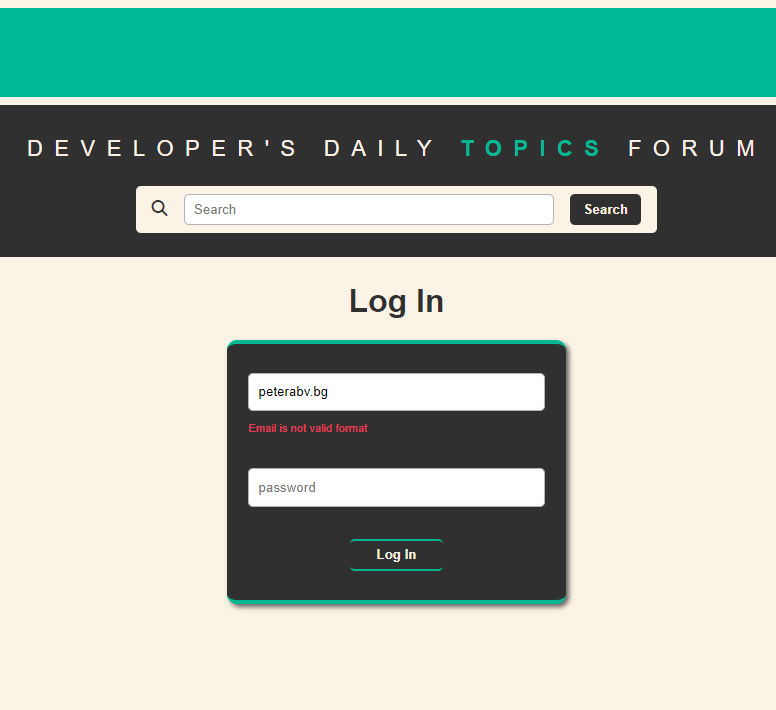 DEVELOPER'S DAILY TOPICS FORUM
Search Search
Log In
peterabv.bg
Email is not valid format
password
Log In